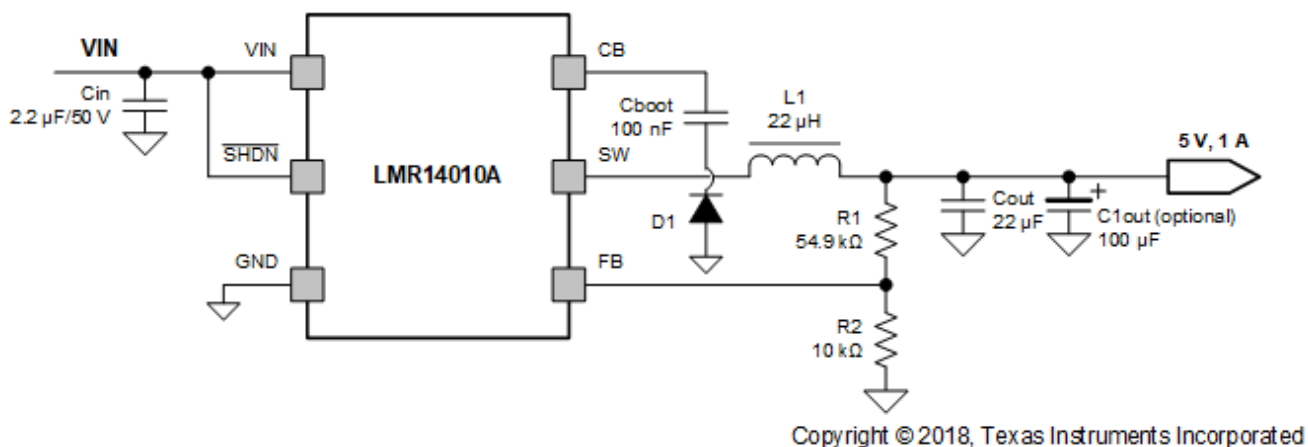 VIN
Cin
2.2 µF/50 V
VIN
SHDN
GND
LMR14010A
CB
SW
FB
Cboot
100 nF
D1
L1
22 µH
R1
54.9 kΩ
R2
10 kΩ
Cout
22 µF
+
C1out (optional)
100 µF
5 V, 1 A
Copyright © 2018, Texas Instruments Incorporated